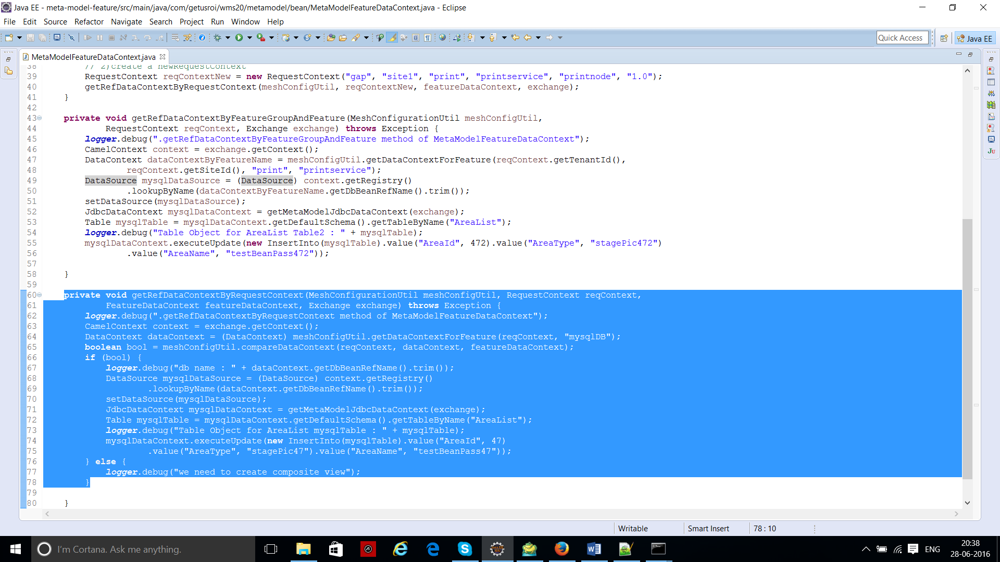 Java EE - meta-model-feature/src/main/java/com/getusroi/wms20/metamodel/bean/MetaModelFeatureDataContext.java - Eclipse
File Edit Source Refactor Navigate Search Project Run Window Help
Quick Access
Java EE
MetaModelFeatureDataContext.java
38 // 2)create a newRequestContext
39 RequestContext reqContextNew = new RequestContext("gap", "site1", "print", "printservice", "printnode", "1.0");
40 getRefDataContextByRequestContext(meshConfigUtil, reqContextNew, featureDataContext, exchange);
41 }
42
43 private void getRefDataContextByFeatureGroupAndFeature(MeshConfigurationUtil meshConfigUtil,
44 RequestContext reqContext, Exchange exchange) throws Exception {
45 logger.debug(".getRefDataContextByFeatureGroupAndFeature method of MetaModelFeatureDataContext");
46 CamelContext context = exchange.getContext();
47 DataContext dataContextByFeatureName = meshConfigUtil.getDataContextForFeature(reqContext.getTenantId(),
48 reqContext.getSiteId(), "print", "printservice");
49 DataSource mysqlDataSource = (DataSource) context.getRegistry()
50 .lookupByName(dataContextByFeatureName.getDbBeanRefName().trim());
51 setDataSource(mysqlDataSource);
52 JdbcDataContext mysqlDataContext = getMetaModelJdbcDataContext(exchange);
53 Table mysqlTable = mysqlDataContext.getDefaultSchema().getTableByName("AreaList");
54 logger.debug("Table Object for AreaList Table2 : " + mysqlTable);
55 mysqlDataContext.executeUpdate(new InsertInto(mysqlTable).value("AreaId", 472).value("AreaType", "stagePic472")
56 .value("AreaName", "testBeanPass472"));
57
58 }
59
60 private void getRefDataContextByRequestContext(MeshConfigurationUtil meshConfigUtil, RequestContext reqContext,
61 FeatureDataContext featureDataContext, Exchange exchange) throws Exception {
62 logger.debug(".getRefDataContextByRequestContext method of MetaModelFeatureDataContext");
63 CamelContext context = exchange.getContext();
64 DataContext dataContext = (DataContext) meshConfigUtil.getDataContextForFeature(reqContext, "mysqlDB");
65 boolean bool = meshConfigUtil.compareDataContext(reqContext, dataContext, featureDataContext);
66 if (bool) {
67 logger.debug("db name : " + dataContext.getDbBeanRefName().trim());
68 DataSource mysqlDataSource = (DataSource) context.getRegistry()
69 .lookupByName(dataContext.getDbBeanRefName().trim());
70 setDataSource(mysqlDataSource);
71 JdbcDataContext mysqlDataContext = getMetaModelJdbcDataContext(exchange);
72 Table mysqlTable = mysqlDataContext.getDefaultSchema().getTableByName("AreaList");
73 logger.debug("Table Object for AreaList mysqlTable : " + mysqlTable);
74 mysqlDataContext.executeUpdate(new InsertInto(mysqlTable).value("AreaId", 47)
75 .value("AreaType", "stagePic47").value("AreaName", "testBeanPass47"));
76 } else {
77 logger.debug("we need to create composite view");
78 }
79
80 }
Writable Smart Insert 78 : 10
I'm Cortana. Ask me anything.
ENG
20:38
28-06-2016